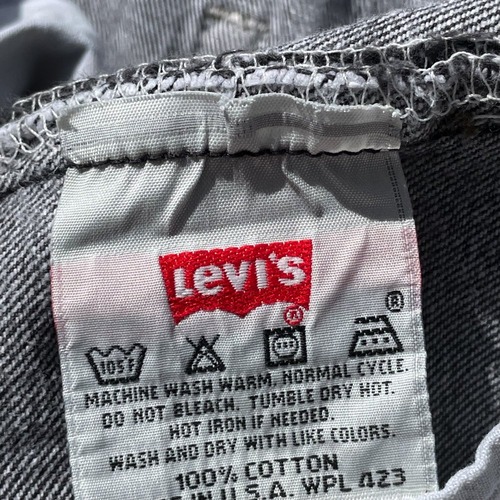 LEVI'S
®
®
105
MACHINE WASH WARM, NORMAL CYCLE.
DO NOT BLEACH. TUMBLE DRY HOT.
HOT IRON IF NEEDED.
WASH AND DRY WITH LIKE COLORS.
100% COTTON
IN U.S.A. WPL 423